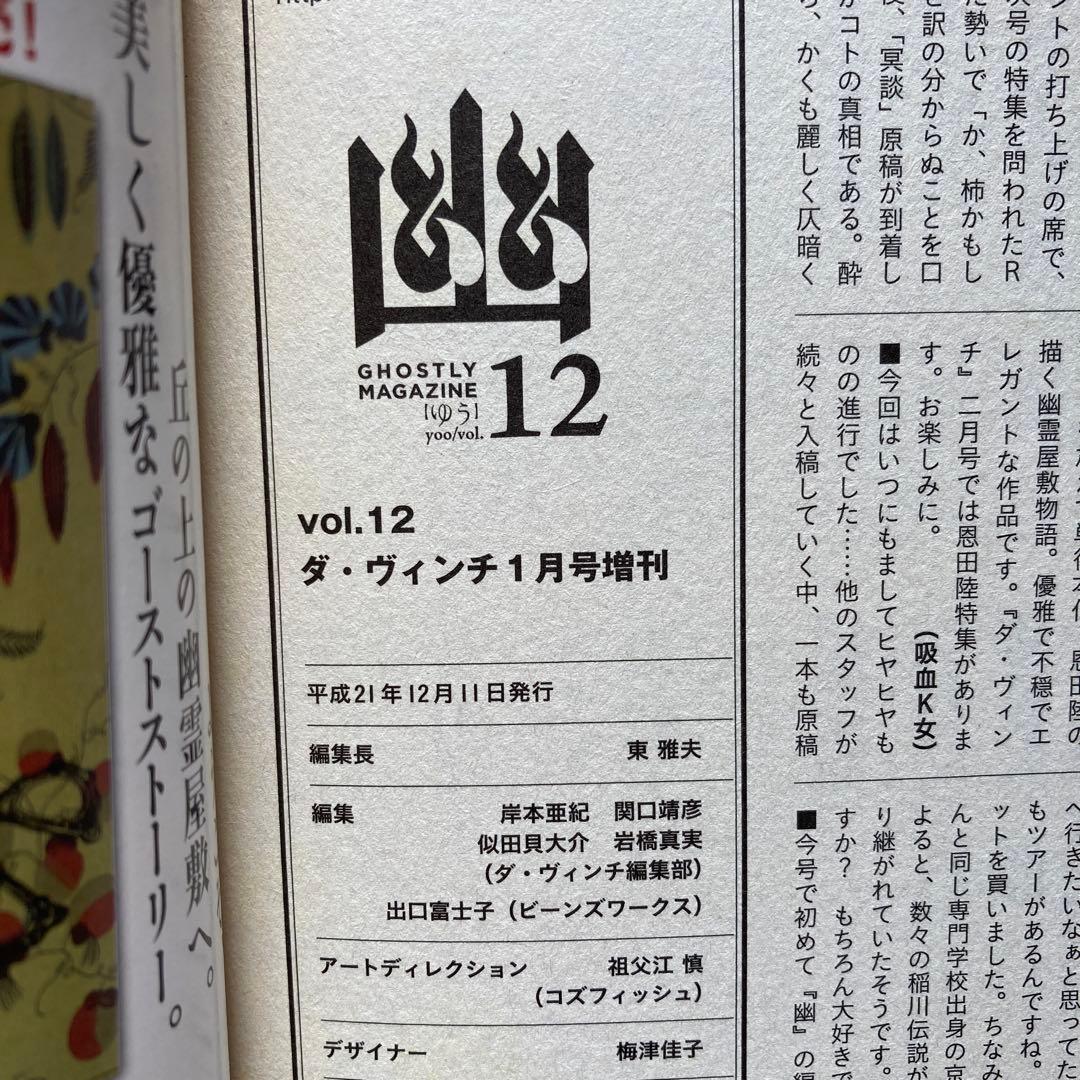 売!
丘の上の幽霊屋敷へ。
美しく優雅なゴーストストーリー。
幽
GHOSTLY
MAGAZINE
[ゆう]
yoo/vol.
12
vol.12
ダ・ヴィンチ1月号増刊
平成21年12月11日発行
編集長 東 雅夫
編集 岸本亜紀 関口靖彦
似田貝大介 岩橋真実
(ダ・ヴィンチ編集部)
出口富士子(ビーンズワークス)
アートディレクション 祖父江 慎
(コズフィッシュ)
デザイナー 梅津佳子
ントの打ち上げの席で、
次号の特集を問われたR
た勢いで「か、柿かもし
を訳の分からぬことを口
後、「冥談」原稿が到着し
がコトの真相である。酔
ら、かくも麗しく仄暗く
描く幽霊屋敷物語。優雅で不穏でエ
レガントな作品です。『ダ・ヴィン
チ』二月号では恩田陸特集がありま
す。お楽しみに。 (吸血K女)
■今回はいつにもましてヒヤヒヤも
のの進行でした……他のスタッフが
続々と入稿していく中、一本も原稿
へ行きたいなぁと思ってた
もツアーがあるんですね。
ットを買いました。ちなみ
んと同じ専門学校出身の京
よると、数々の稲川伝説が
り継がれていたそうです。
すか? もちろん大好きで
■今号で初めて『幽』の編